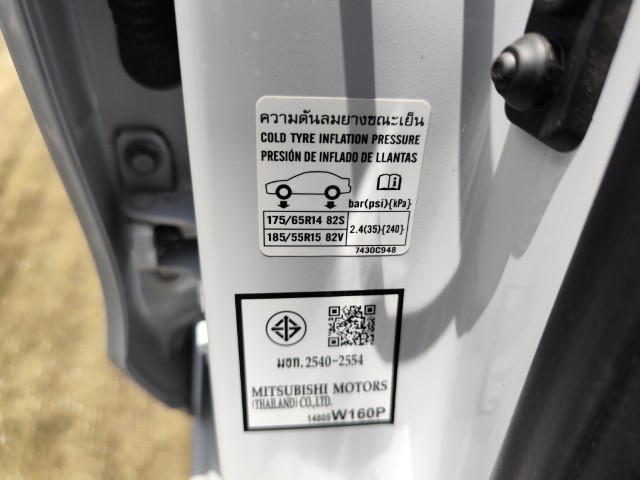 ความดันลมยางขณะเย็น
COLD TYRE INFLATION PRESSURE
PRESIÓN DE INFLADO DE LLANTAS
bar(psi){kPa}
175/65R14 82S
185/55R15 82V
2.4(35){240}
7430C948
มอก. 2540-2554
MITSUBISHI MOTORS
(THAILAND) CO.,LTD.
14805W160P